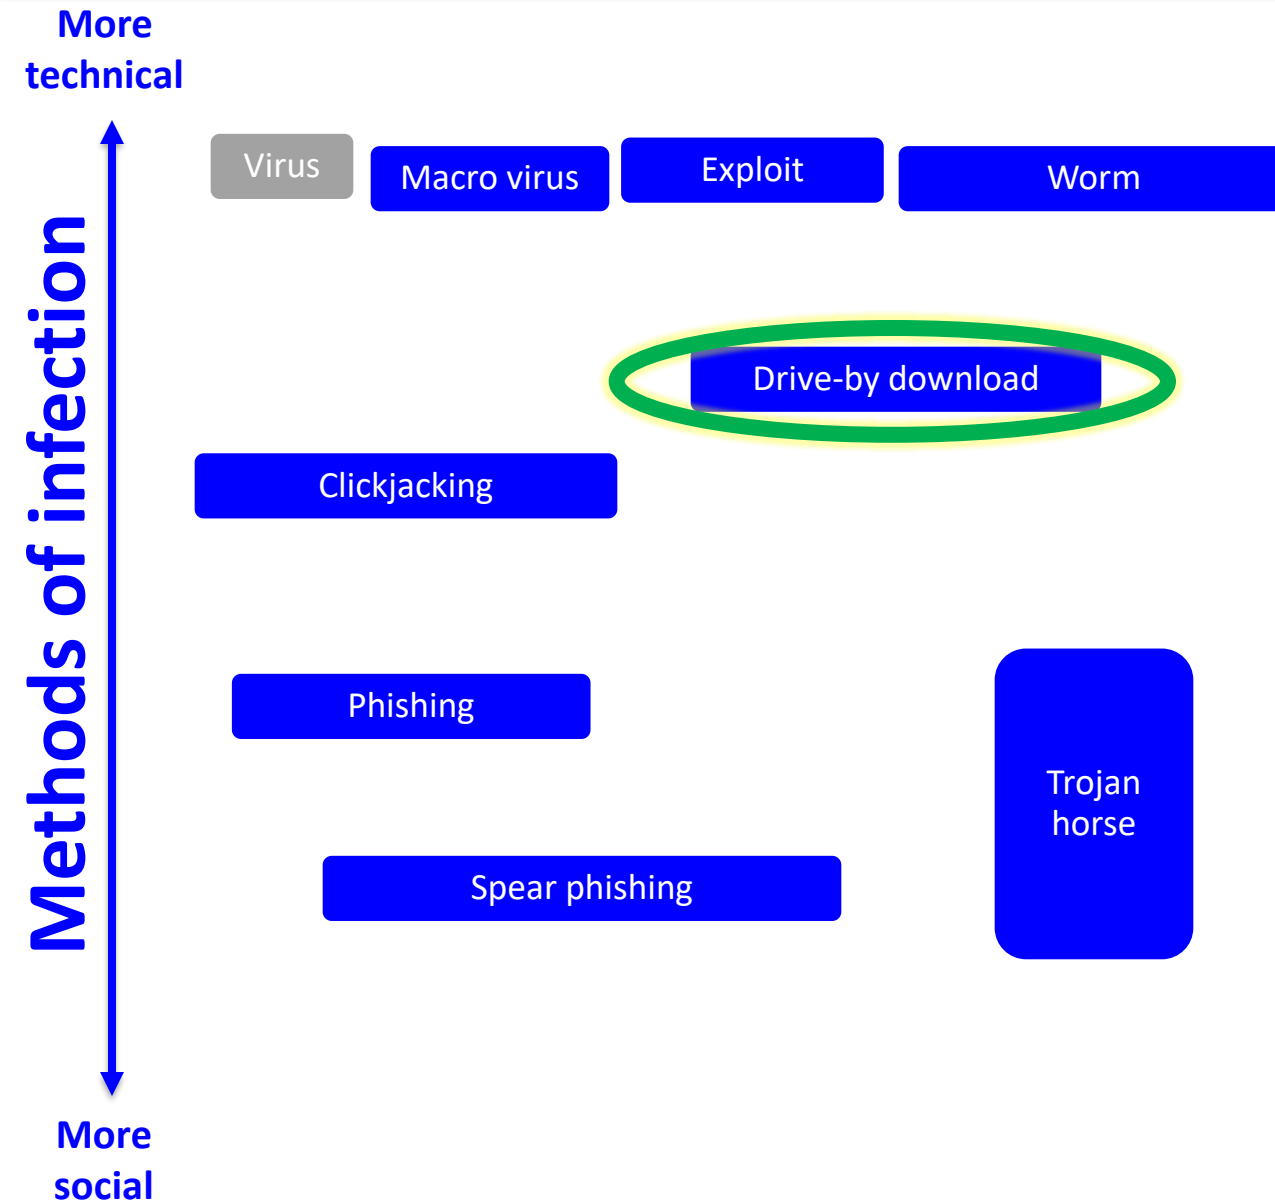 More
technical
Methods of infection
Virus
Macro virus
Exploit
Worm
Drive-by download
Clickjacking
Phishing
Trojan
horse
Spear phishing
More
social